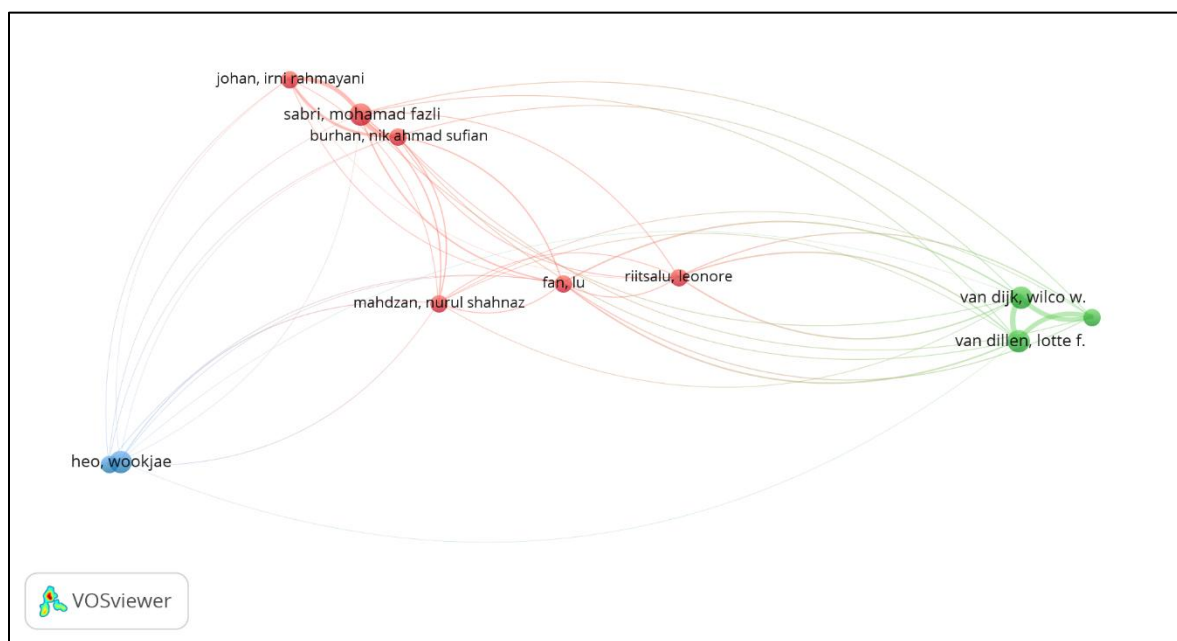 johan, irni rahmayani
sabri, mohamad fazli
burhan, nik ahmad sufian
riitsalu, leonore
fan, lu
mahdzan, nurul shahnaz
van dijk, wilco w.
van dillen, lotte f.
heo, wookjae
VOSviewer